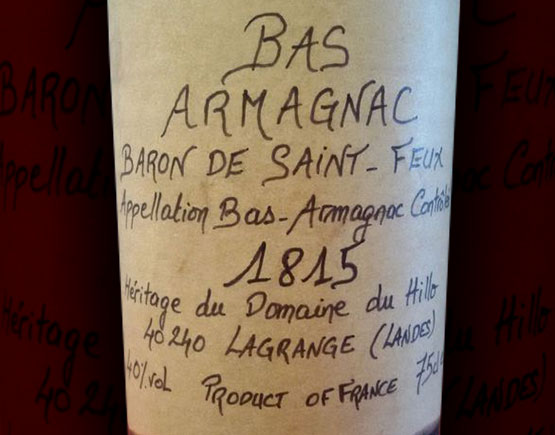 BAS
ARMAGNAC
BARON DE SAINT-FEUX
Appellation Bas-Armagnac Contrôlée
1815
Héritage du Domaine du Hillo
40240 LAGRANGE (LANDES)
40%vol PRODUCT OF FRANCE 75cl